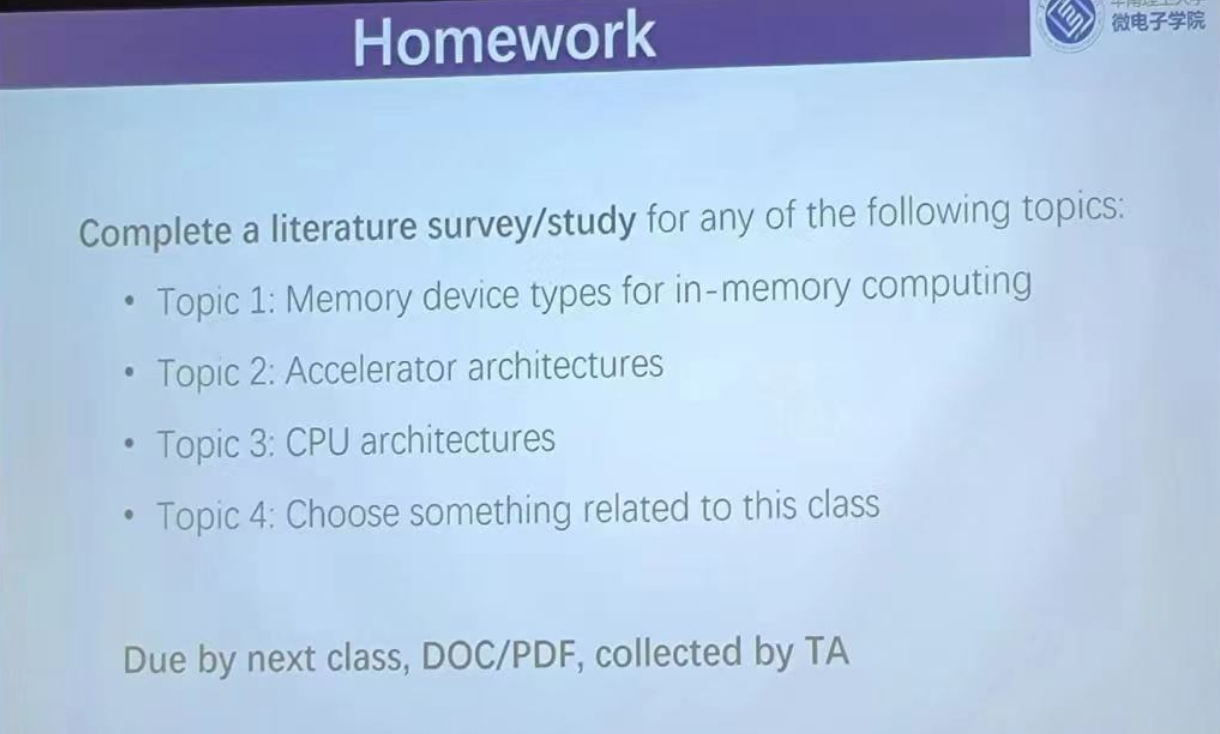 Homework
微电子学院
Complete a literature survey/study for any of the following topics:
• Topic 1: Memory device types for in-memory computing
• Topic 2: Accelerator architectures
• Topic 3: CPU architectures
• Topic 4: Choose something related to this class
Due by next class, DOC/PDF, collected by TA